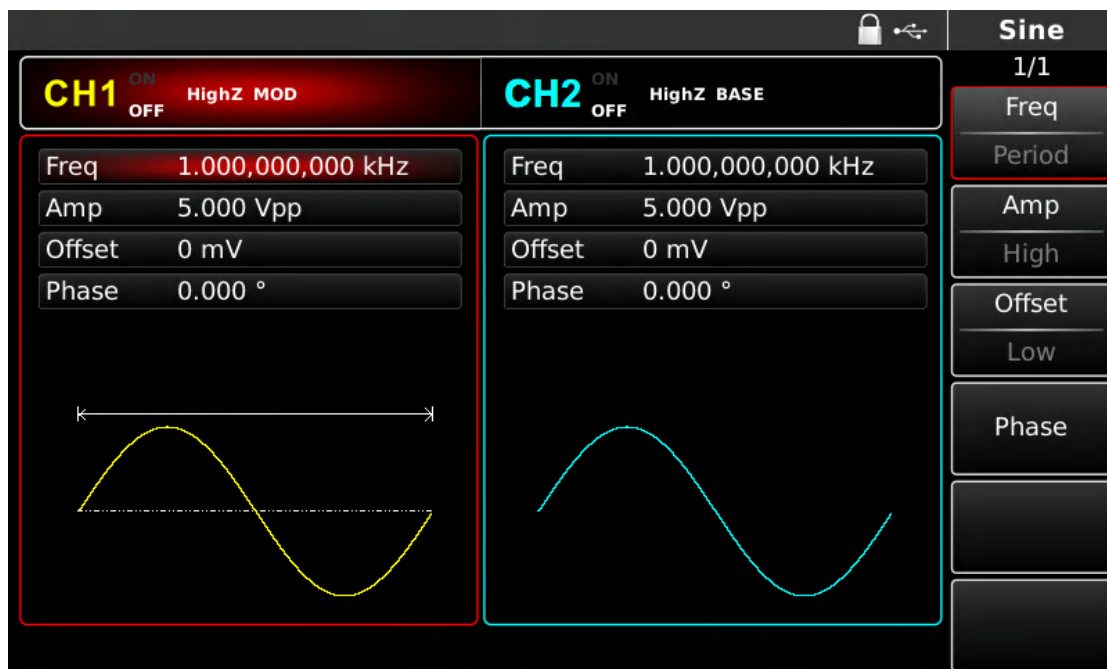 Sine
1/1
CH1 ON OFF HighZ MOD
CH2 ON OFF HighZ BASE
Freq 1.000,000,000 kHz
Amp 5.000 Vpp
Offset 0 mV
Phase 0.000 °
Freq 1.000,000,000 kHz
Amp 5.000 Vpp
Offset 0 mV
Phase 0.000 °
Freq
Period
Amp
High
Offset
Low
Phase